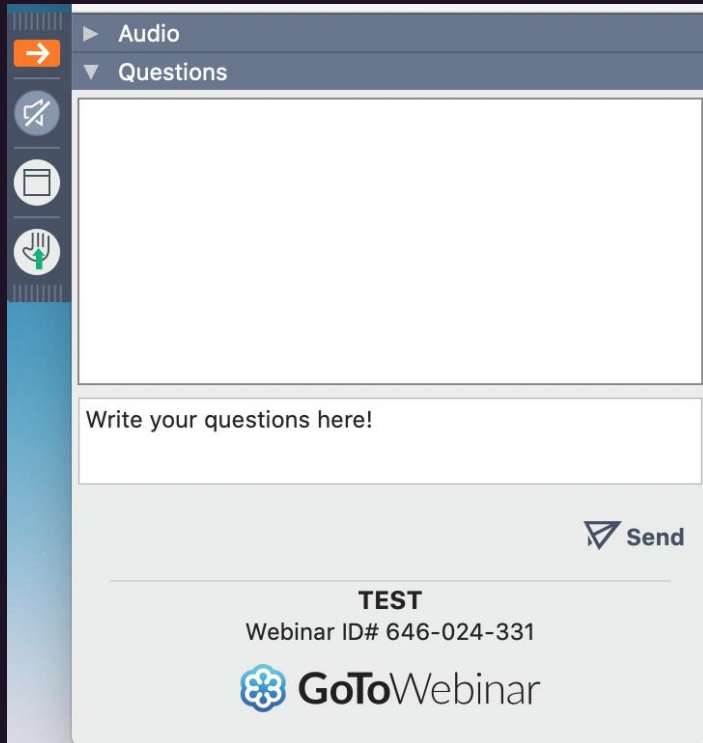 Audio
Questions
Write your questions here!
Send
TEST
Webinar ID# 646-024-331
GoToWebinar